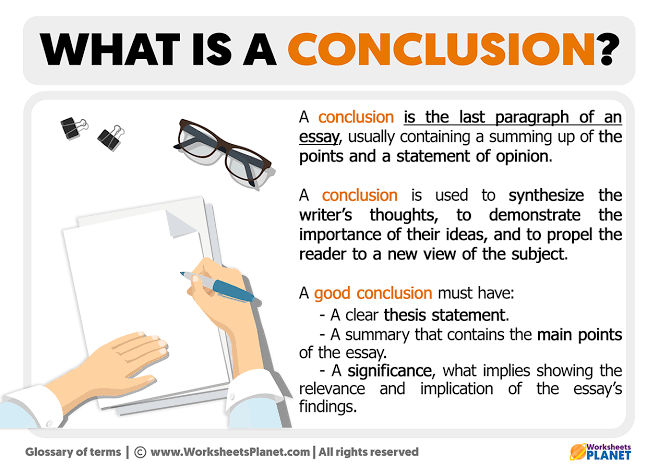 WHAT IS A CONCLUSION?
A conclusion is the last paragraph of an
essay, usually containing a summing up of the
points and a statement of opinion.
A conclusion is used to synthesize the
writer's thoughts, to demonstrate the
importance of their ideas, and to propel the
reader to a new view of the subject.
A good conclusion must have:
- A clear thesis statement.
- A summary that contains the main points
of the essay.
- A significance, what implies showing the
relevance and implication of the essay's
findings.
Glossary of terms | © www.WorksheetsPlanet.com | All rights reserved
Worksheets
PLANET